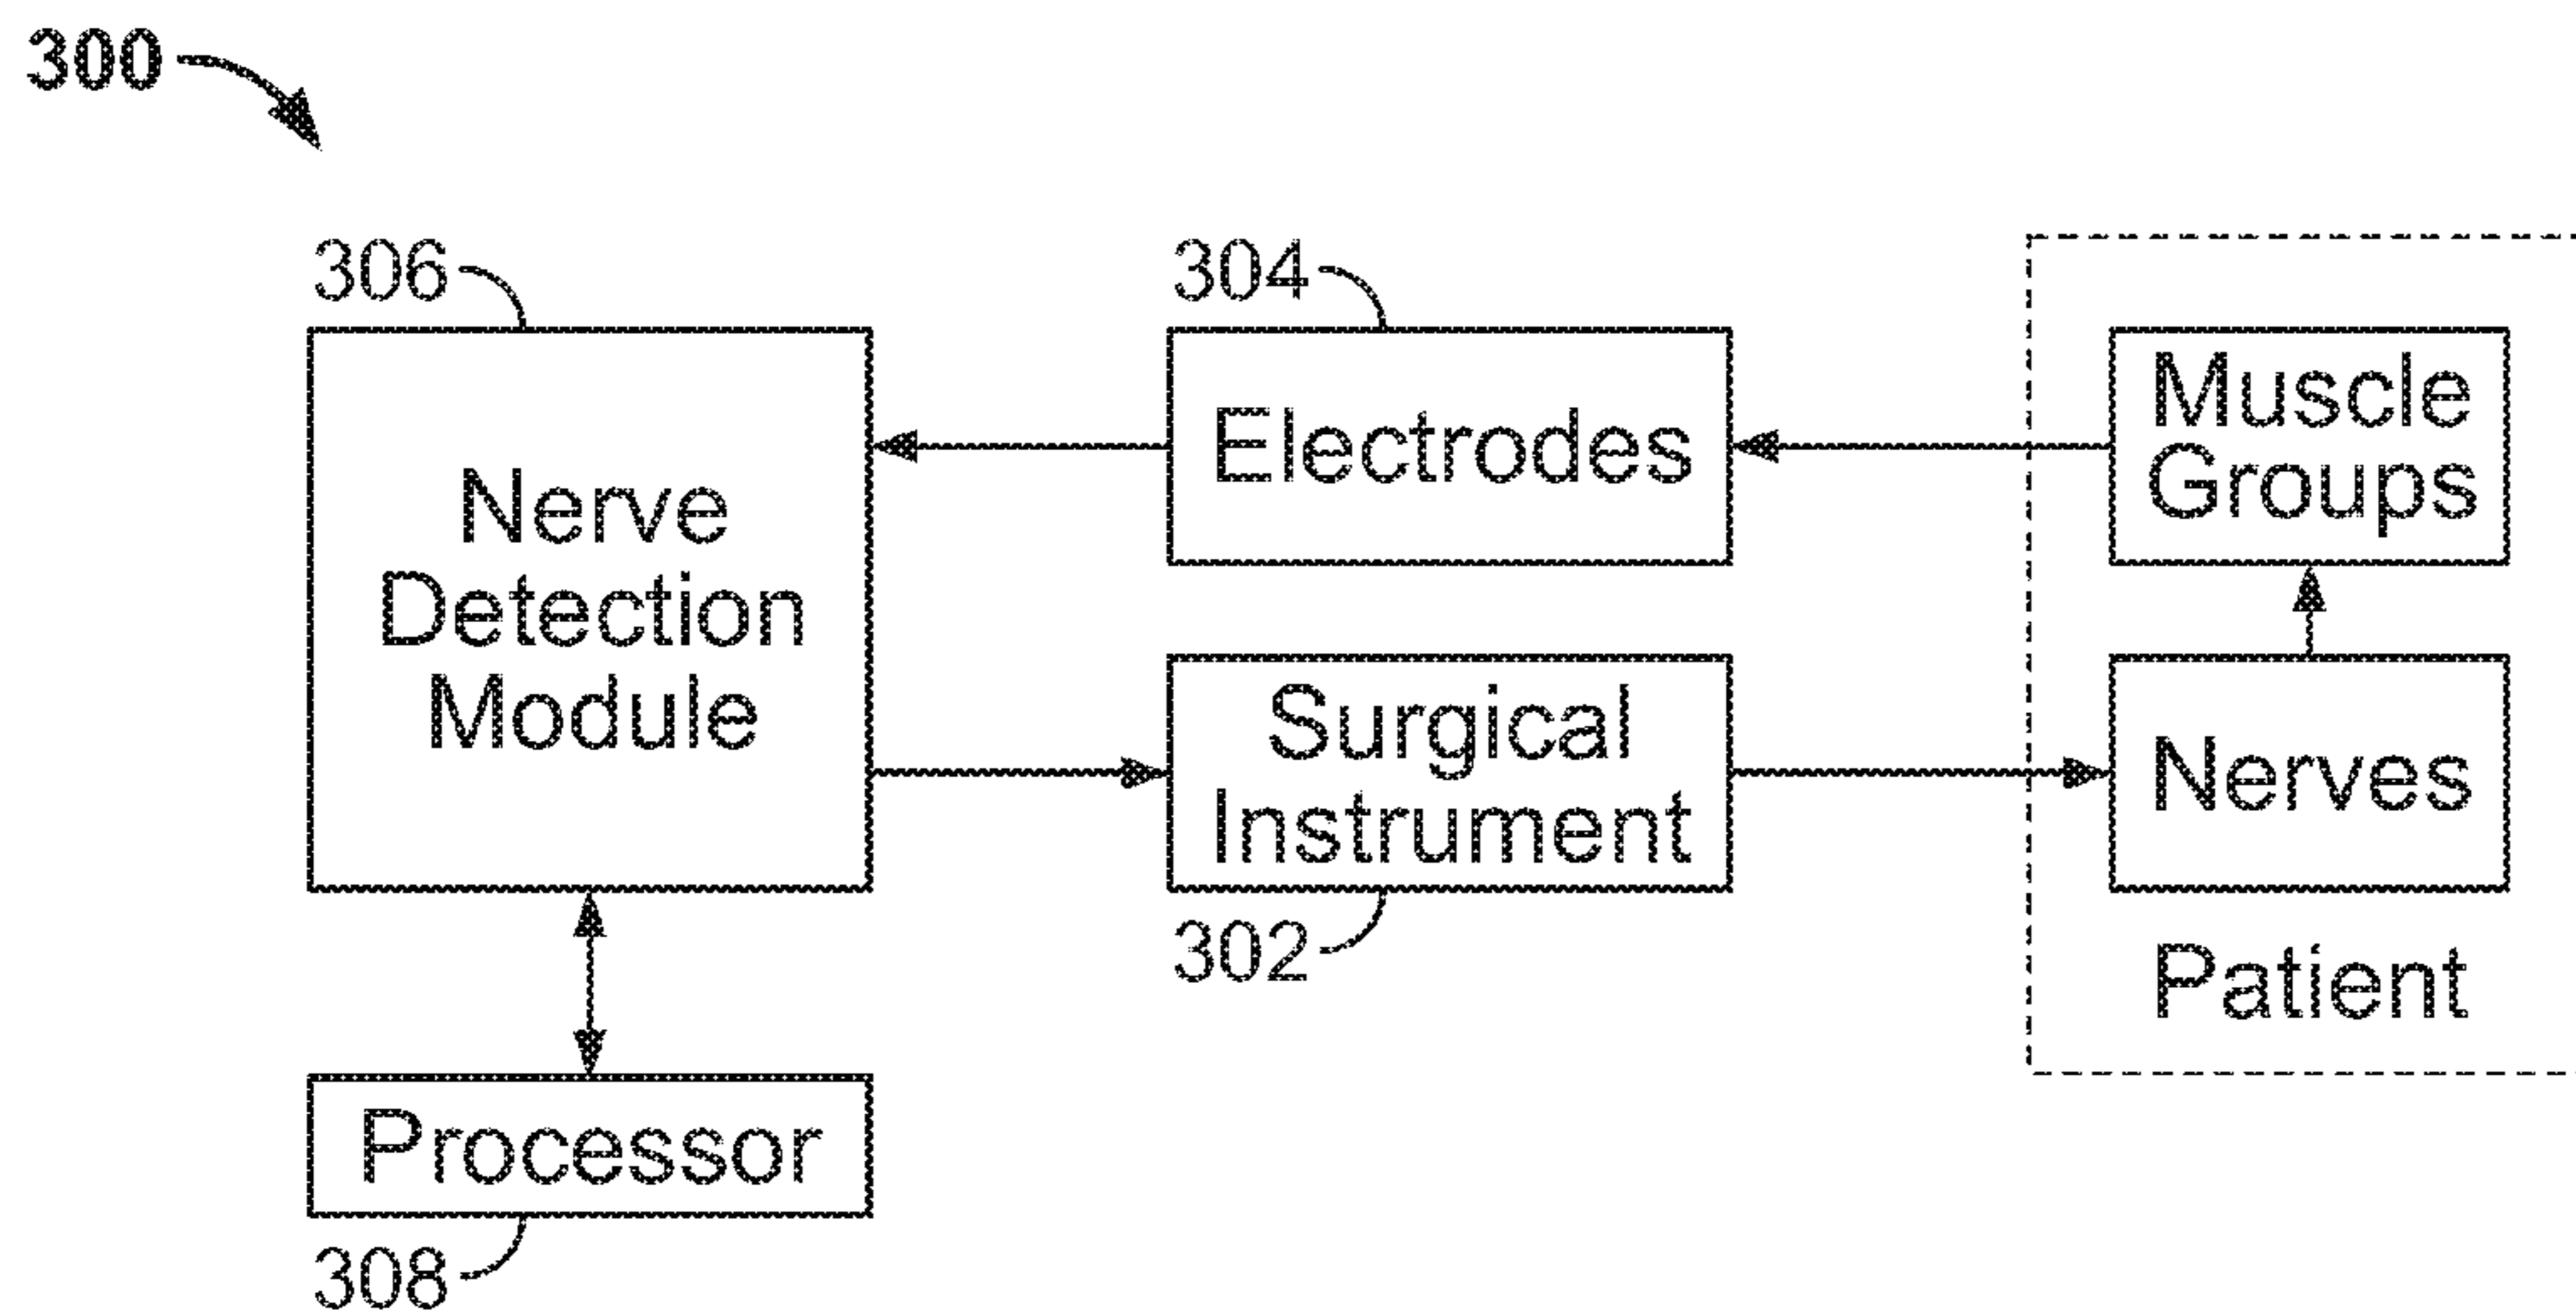 300
306
304
Nerve
Detection
Module
Electrodes
Muscle
Groups
Surgical
Instrument
Nerves
302
Patient
Processor
308